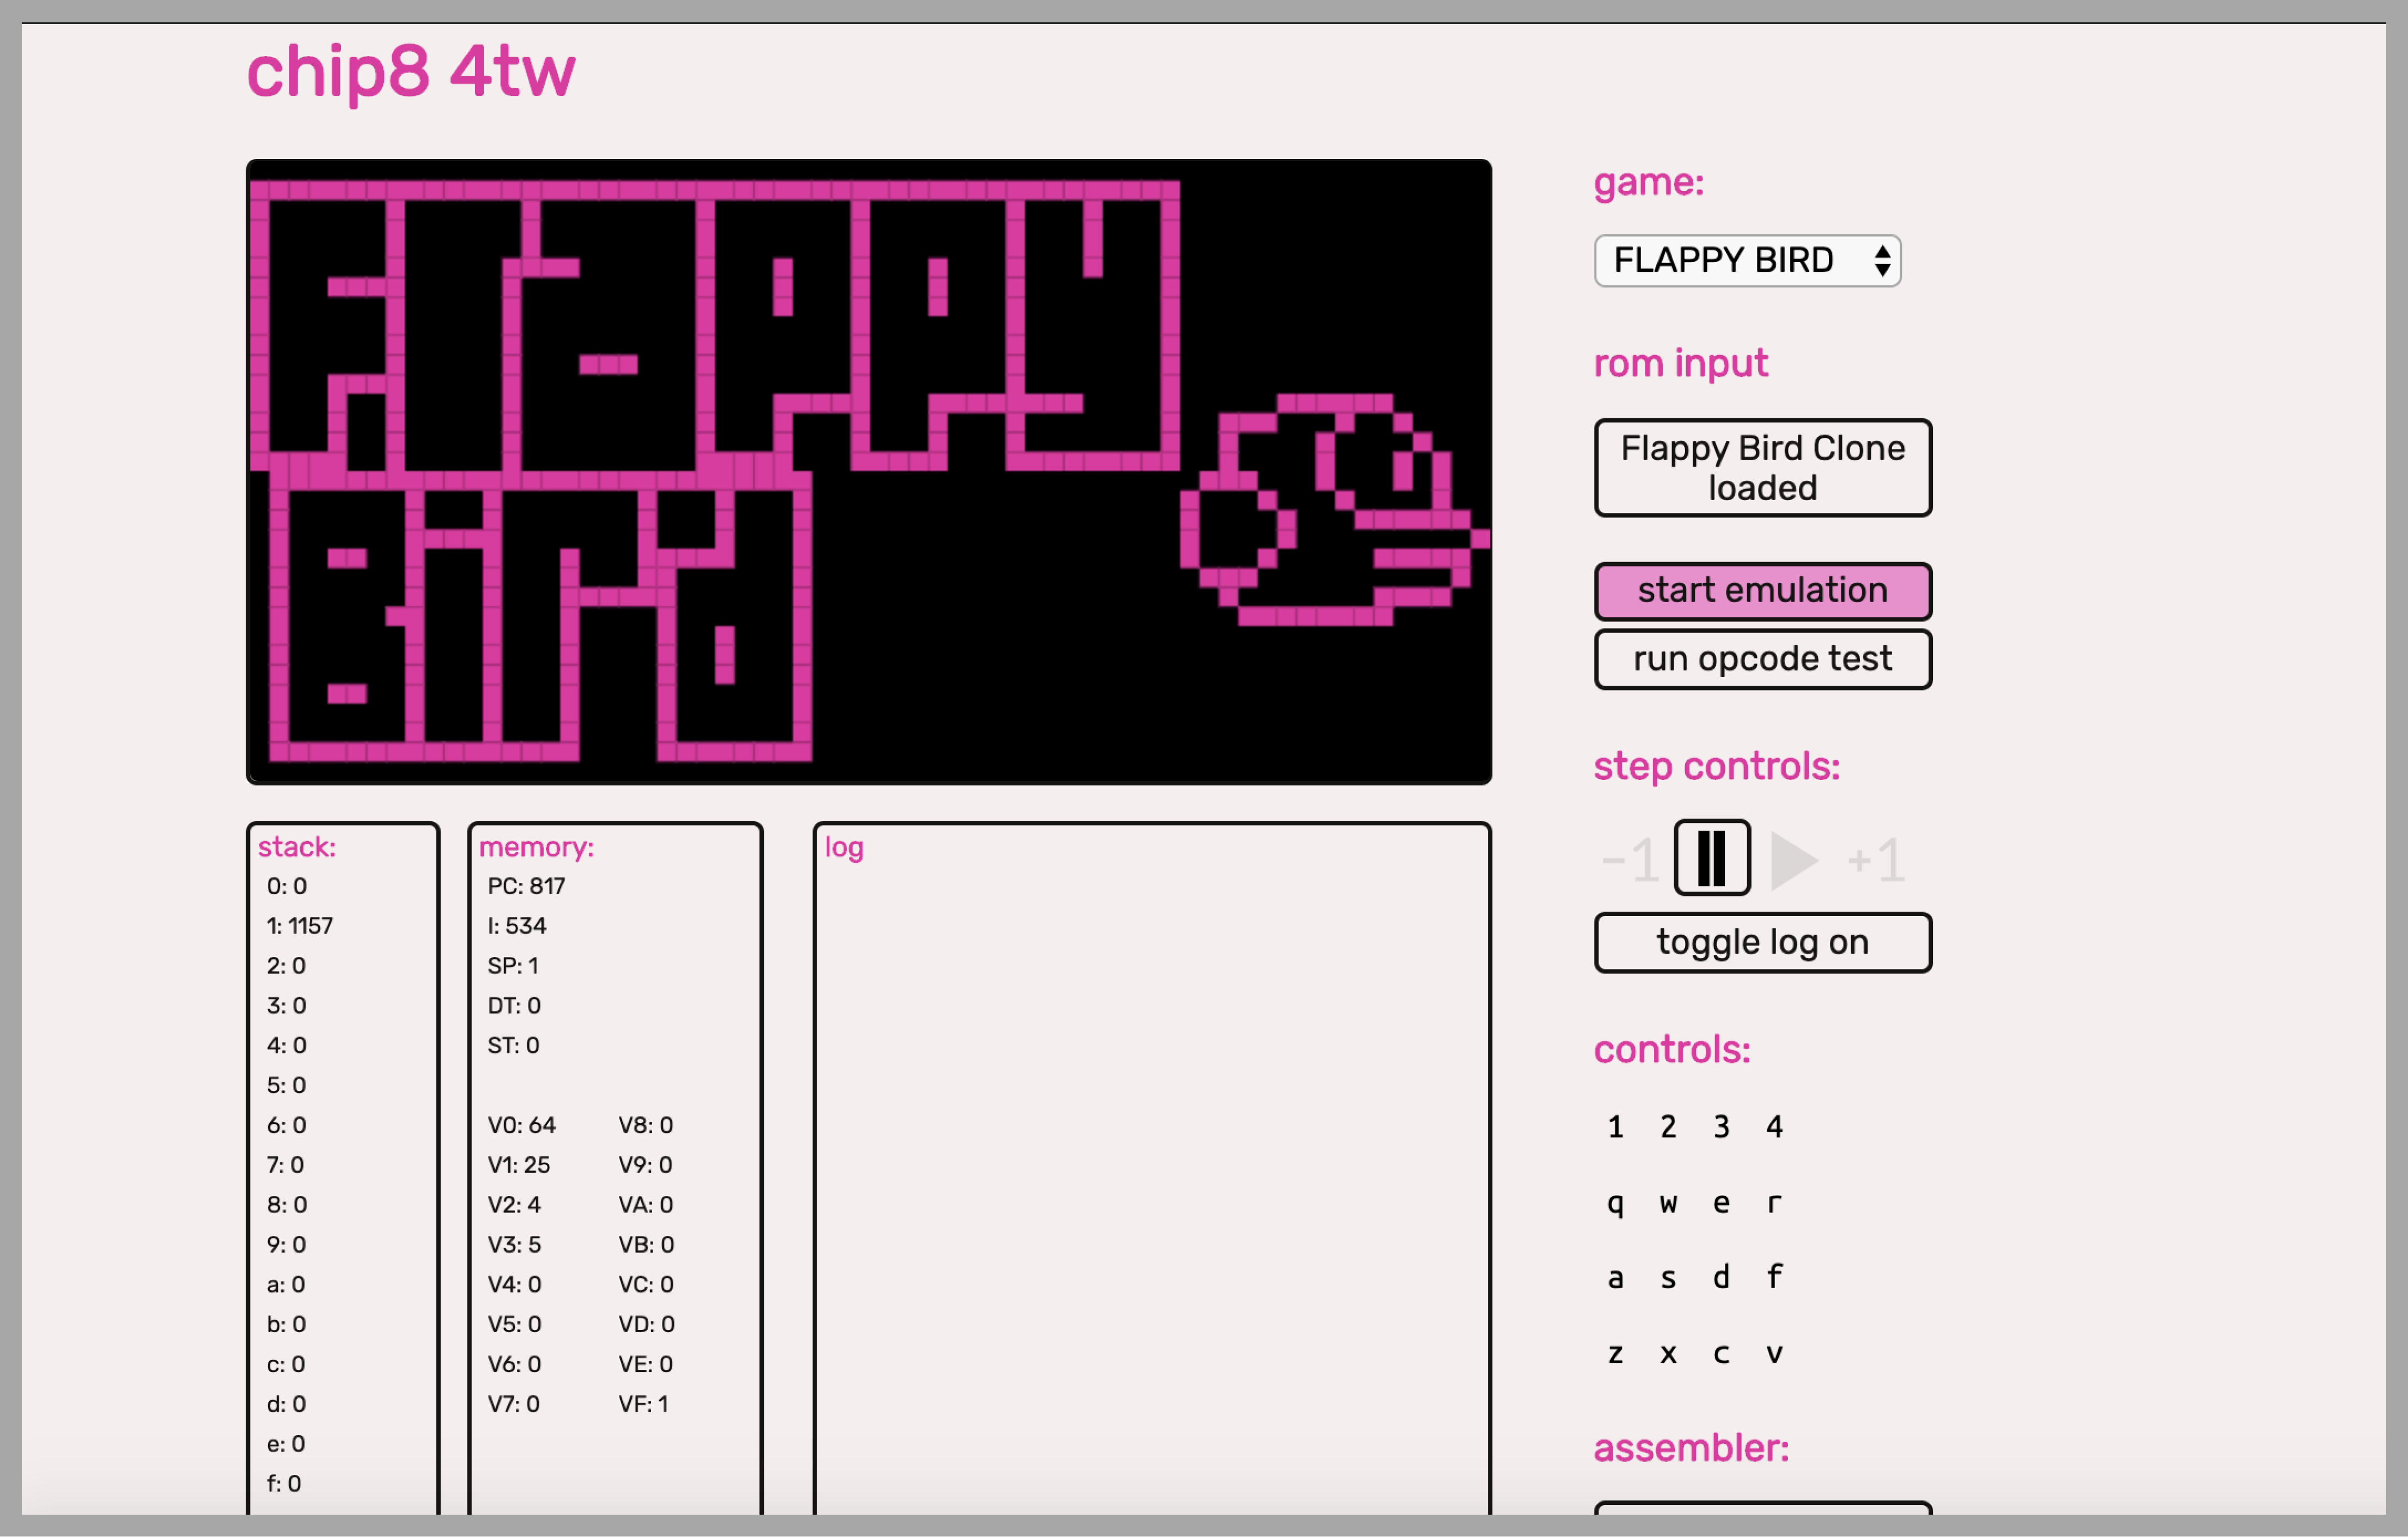 chip8 4tw
Flappy
Bird
game:
FLAPPY BIRD
rom input
Flappy Bird Clone
loaded
start emulation
run opcode test
step controls:
-1 +1
toggle log on
controls:
1 2 3 4
q w e r
a s d f
z x c v
assembler:
stack:
0: 0
1: 1157
2: 0
3: 0
4: 0
5: 0
6: 0
7: 0
8: 0
9: 0
a: 0
b: 0
c: 0
d: 0
e: 0
f: 0
memory:
PC: 817
I: 534
SP: 1
DT: 0
ST: 0
V0: 64 V8: 0
V1: 25 V9: 0
V2: 4 VA: 0
V3: 5 VB: 0
V4: 0 VC: 0
V5: 0 VD: 0
V6: 0 VE: 0
V7: 0 VF: 1
log